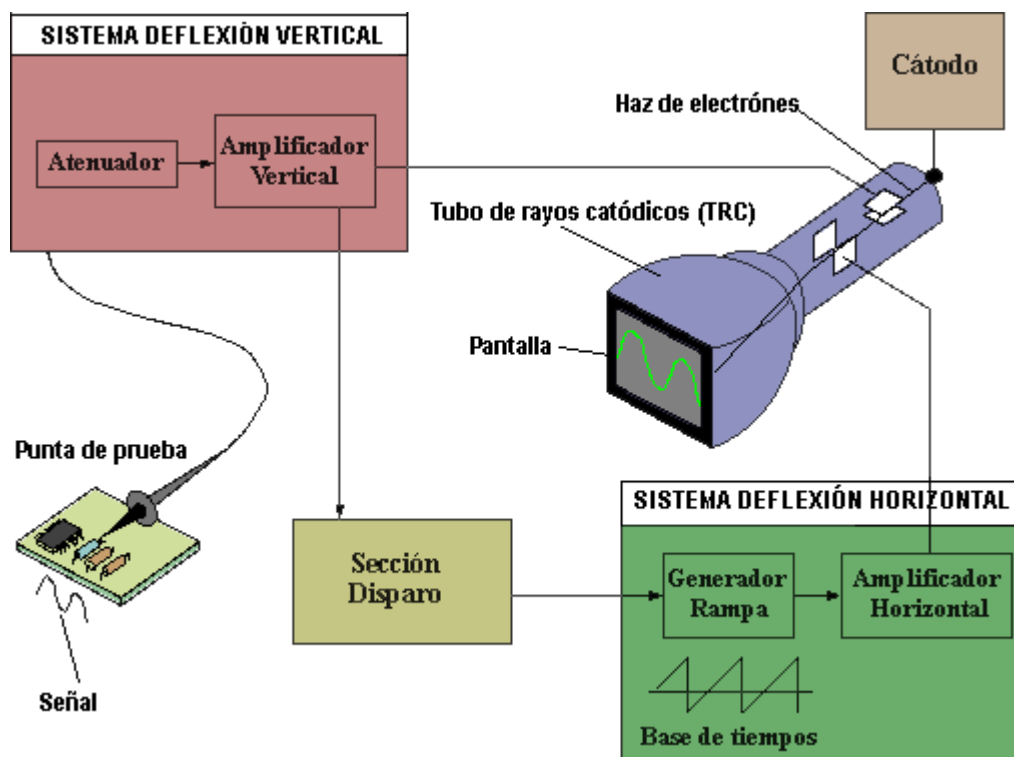 SISTEMA DEFLEXIÓN VERTICAL
Atenuador
Amplificador
Vertical
Cátodo
Haz de electrónes
Tubo de rayos catódicos (TRC)
Pantalla
Punta de prueba
Señal
Sección
Disparo
SISTEMA DEFLEXIÓN HORIZONTAL
Generador
Rampa
Amplificador
Horizontal
Base de tiempos